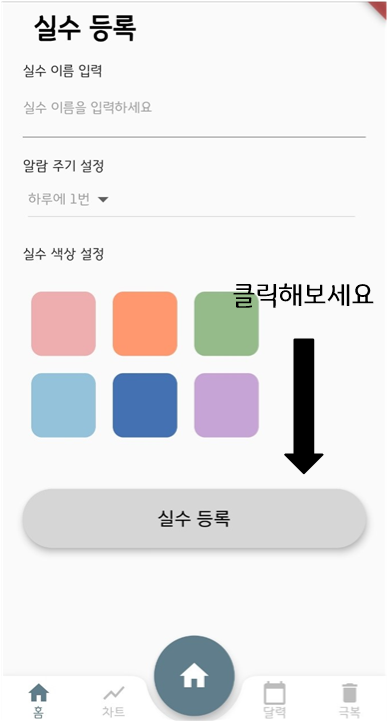 실수 등록
실수 이름 입력
실수 이름을 입력하세요
알람 주기 설정
하루에 1번
실수 색상 설정
클릭해보세요
실수 등록
홈
차트
달력
극복